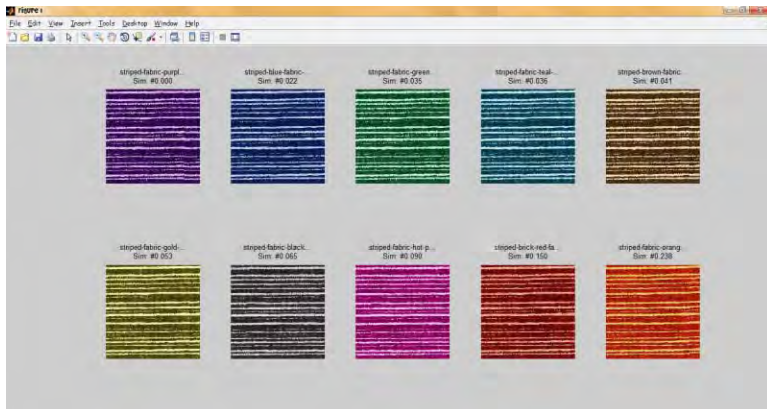 Figure 1
File Edit View Insert Tools Desktop Window Help
striped-fabric-purpl...
Sim: #0.000
striped-blue-fabric-...
Sim: #0.022
striped-fabric-green...
Sim: #0.035
striped-fabric-teal-...
Sim: #0.036
striped-brown-fabric...
Sim: #0.041
striped-fabric-gold-...
Sim: #0.053
striped-fabric-black...
Sim: #0.065
striped-fabric-hot-p...
Sim: #0.090
striped-brick-red-fa...
Sim: #0.150
striped-fabric-orang...
Sim: #0.238